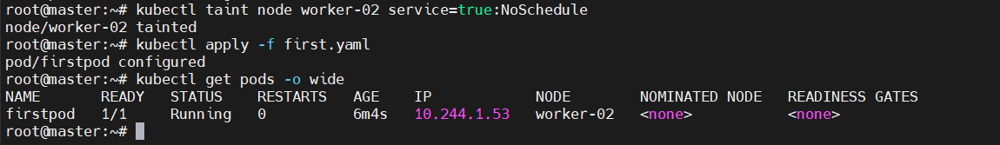 root@master:~# kubectl taint node worker-02 service=true:NoSchedule
node/worker-02 tainted
root@master:~# kubectl apply -f first.yaml
pod/firstpod configured
root@master:~# kubectl get pods -o wide
NAME READY STATUS RESTARTS AGE IP NODE NOMINATED NODE READINESS GATES
firstpod 1/1 Running 0 6m4s 10.244.1.53 worker-02 <none> <none>
root@master:~#